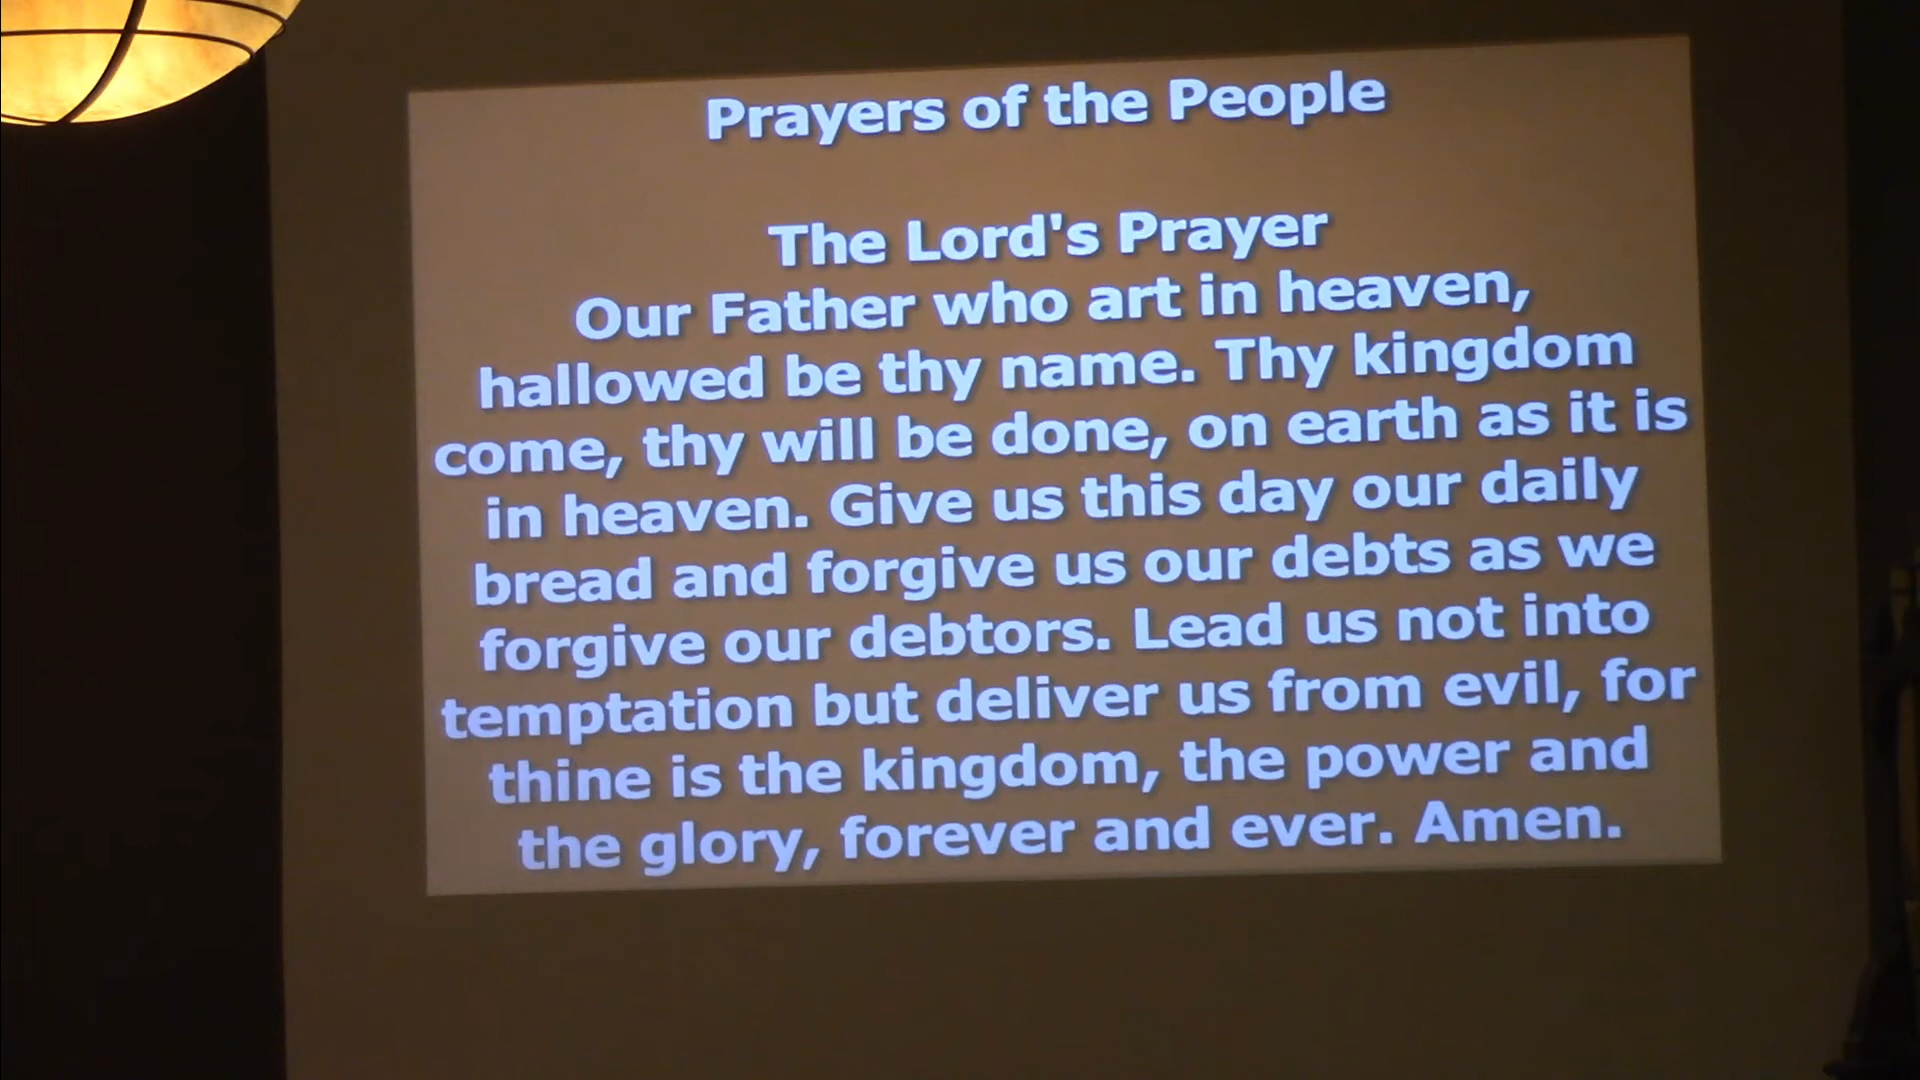 Prayers of the People
The Lord's Prayer
Our Father who art in heaven,
hallowed be thy name. Thy kingdom
come, thy will be done, on earth as it is
in heaven. Give us this day our daily
bread and forgive us our debts as we
forgive our debtors. Lead us not into
temptation but deliver us from evil, for
thine is the kingdom, the power and
the glory, forever and ever. Amen.